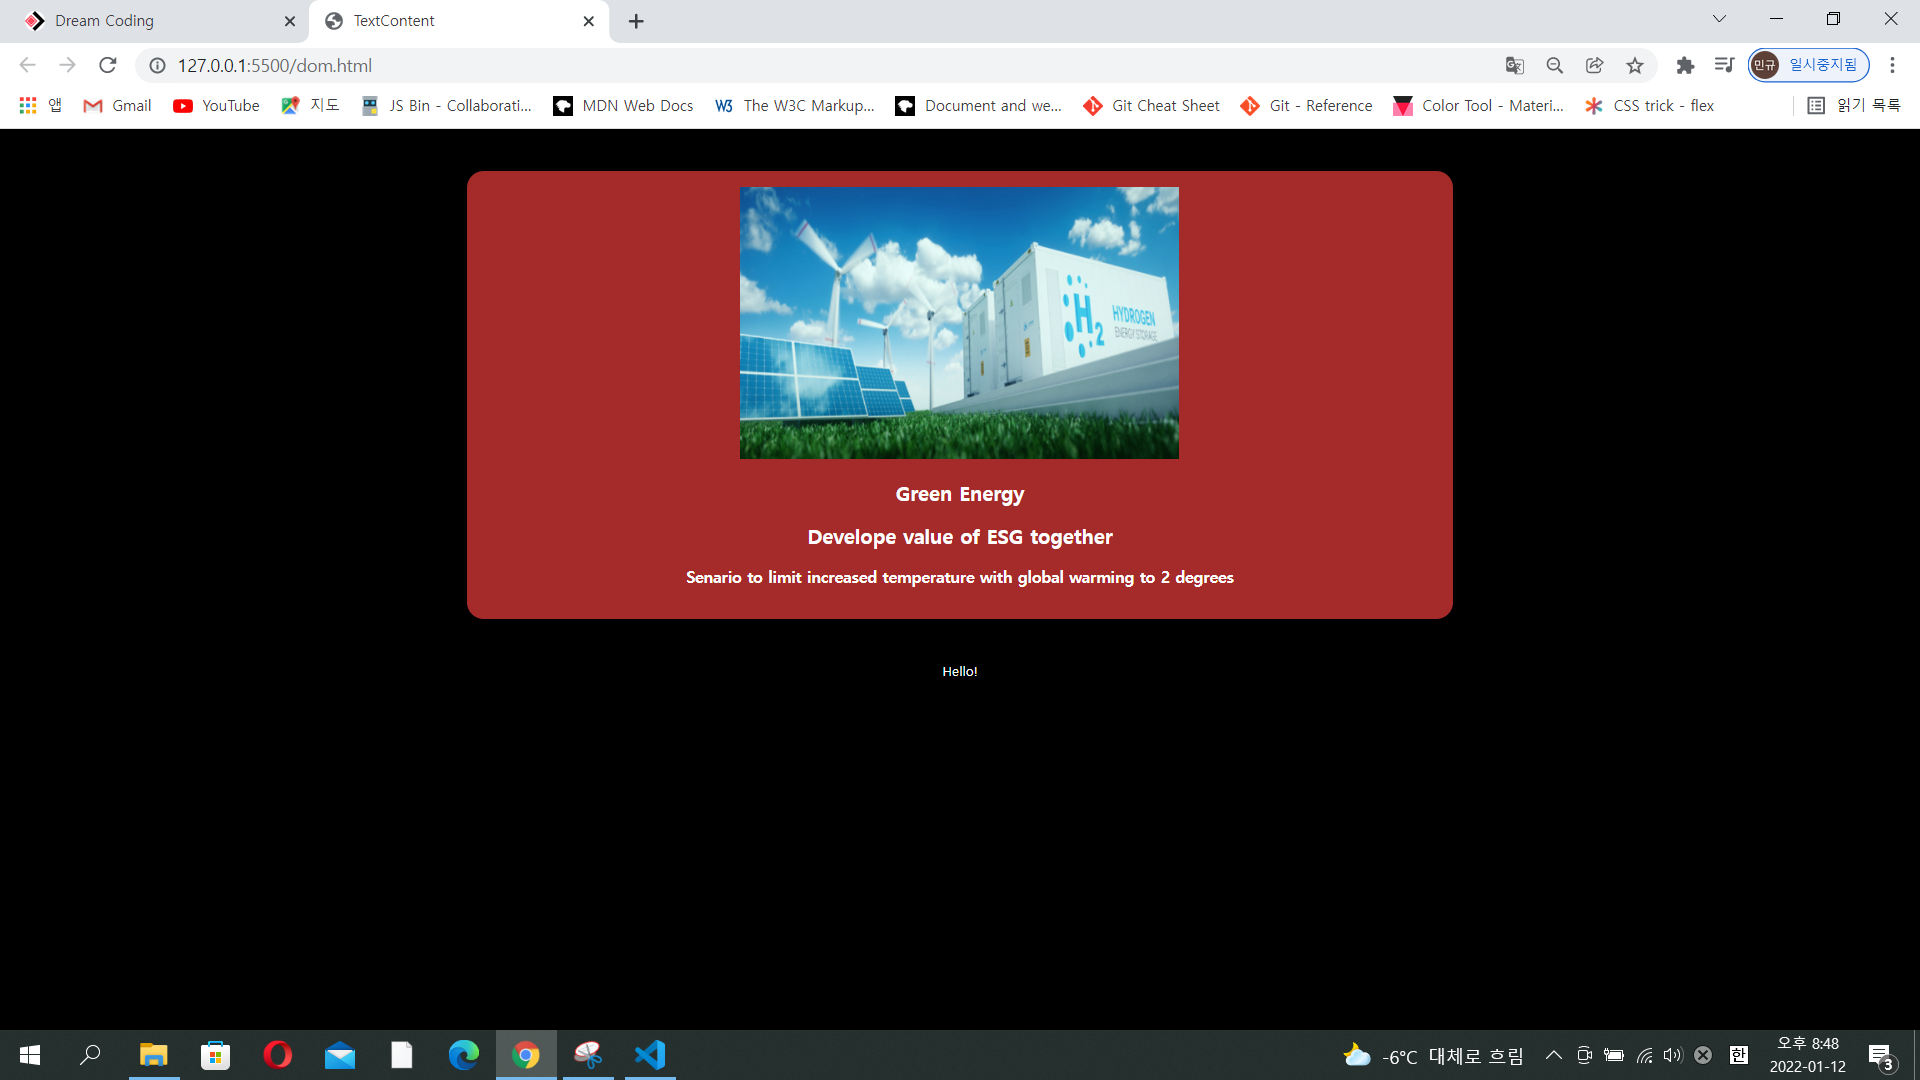 Dream Coding
TextContent
127.0.0.1:5500/dom.html
민규 일시중지됨
앱
Gmail
YouTube
지도
JS Bin - Collaborati...
MDN Web Docs
W3 The W3C Markup...
Document and we...
Git Cheat Sheet
Git - Reference
Color Tool - Materi...
CSS trick - flex
읽기 목록
H2 HYDROGEN
ENERGY STORAGE
Green Energy
Develope value of ESG together
Senario to limit increased temperature with global warming to 2 degrees
Hello!
-6°C 대체로 흐림
한
오후 8:48
2022-01-12
3